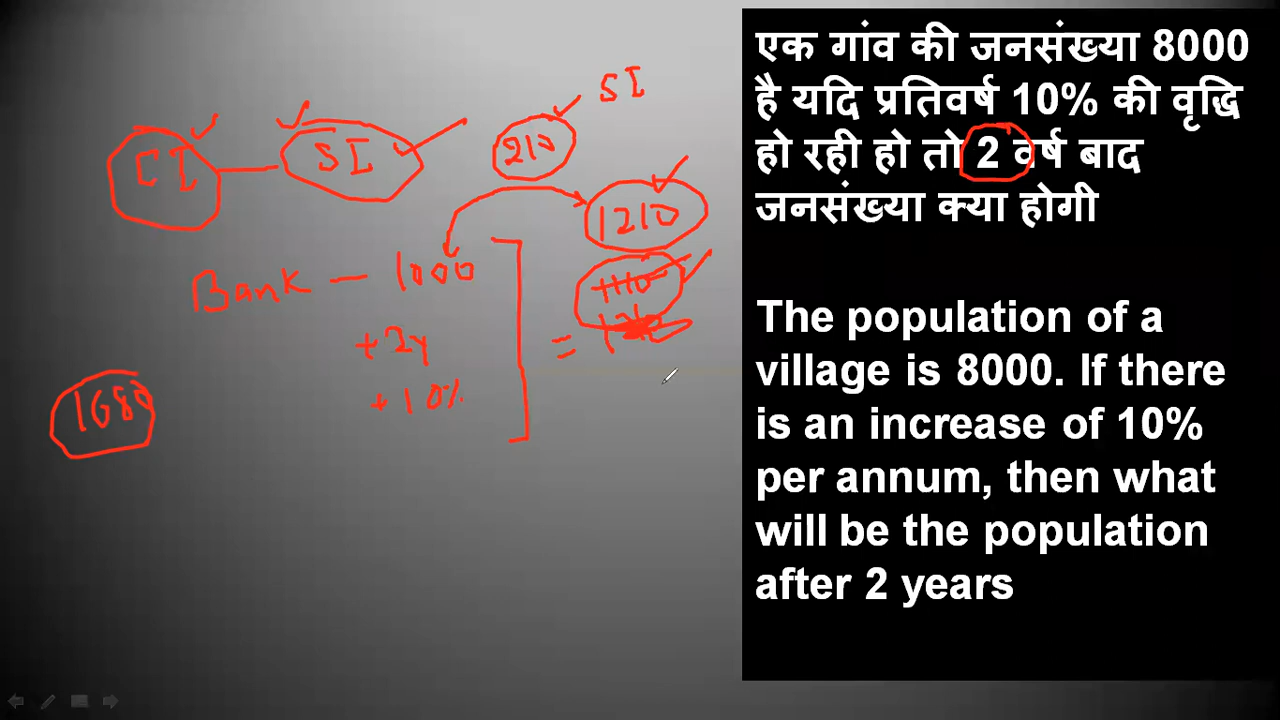 CI
SI
210
SI
1210
Bank - 1000
1110
+2y
=
+10%
1680
एक गांव की जनसंख्या 8000
है यदि प्रतिवर्ष 10% की वृद्धि
हो रही हो तो 2 वर्ष बाद
जनसंख्या क्या होगी
The population of a
village is 8000. If there
is an increase of 10%
per annum, then what
will be the population
after 2 years